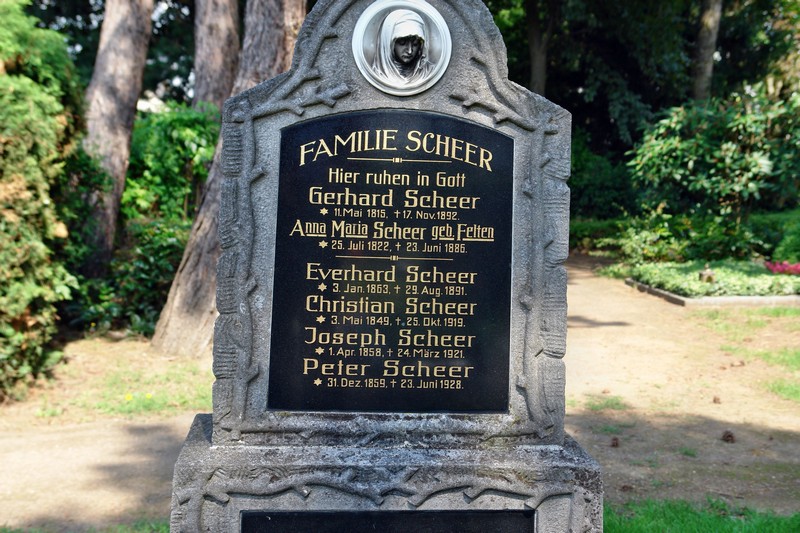 FAMILIE SCHEER
Hier ruhen in Gott
Gerhard Scheer
* 11. Mai 1815, † 17. Nov. 1892.
Anna Maria Scheer geb. Fetten
* 25. Juli 1822, † 23. Juni 1886.
Everhard Scheer
* 3. Jan. 1863, † 29. Aug. 1891.
Christian Scheer
* 3. Mai 1849, † 25. Okt. 1919.
Joseph Scheer
* 1. Apr. 1858, † 24. März 1921.
Peter Scheer
* 31. Dez. 1859, † 23. Juni 1928.